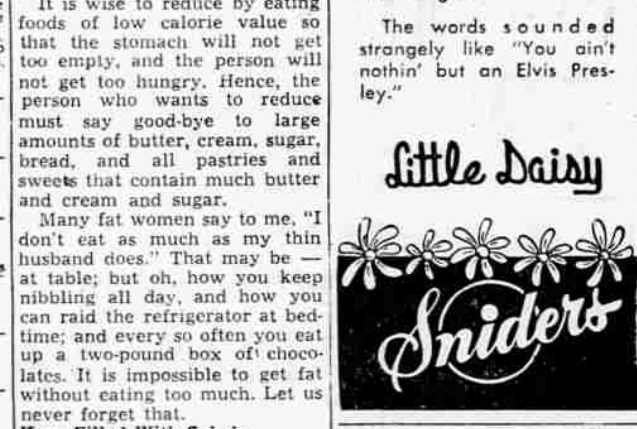 It is wise to reduce by eating
foods of low calorie value so
that the stomach will not get
too empty, and the person will
not get too hungry. Hence, the
person who wants to reduce
must say good-bye to large
amounts of butter, cream, sugar,
bread, and all pastries and
sweets that contain much butter
and cream and sugar.
Many fat women say to me, "I
don't eat as much as my thin
husband does." That may be —
at table; but oh, how you keep
nibbling all day, and how you
can raid the refrigerator at bed-
time; and every so often you eat
up a two-pound box of choco-
lates. It is impossible to get fat
without eating too much. Let us
never forget that.
The words sounded
strangely like "You ain't
nothin' but an Elvis Pres-
ley."
Little Daisy
Sniders